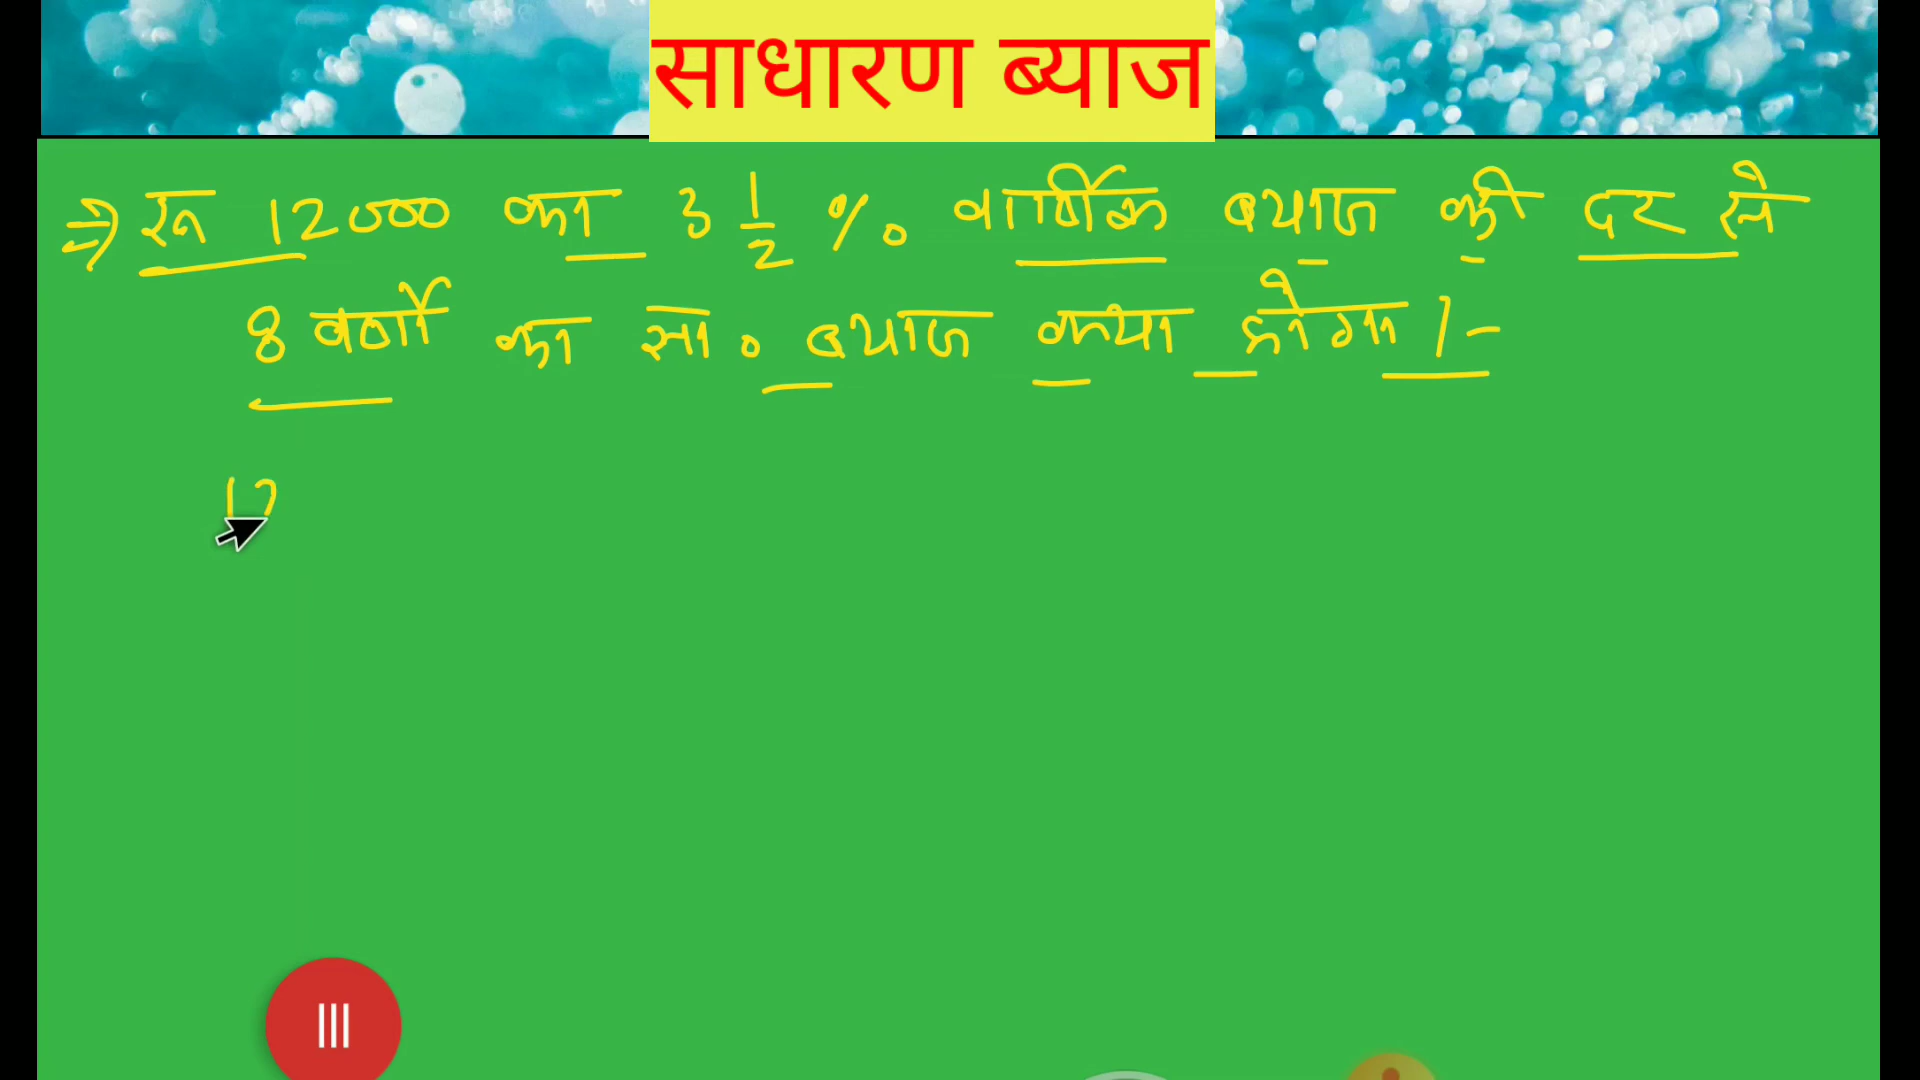 साधारण ब्याज
⇒ रू 12000 का 3 1/2 % वार्षिक ब्याज की दर से
8 वर्षो का सा० ब्याज क्या होगा ।-
12